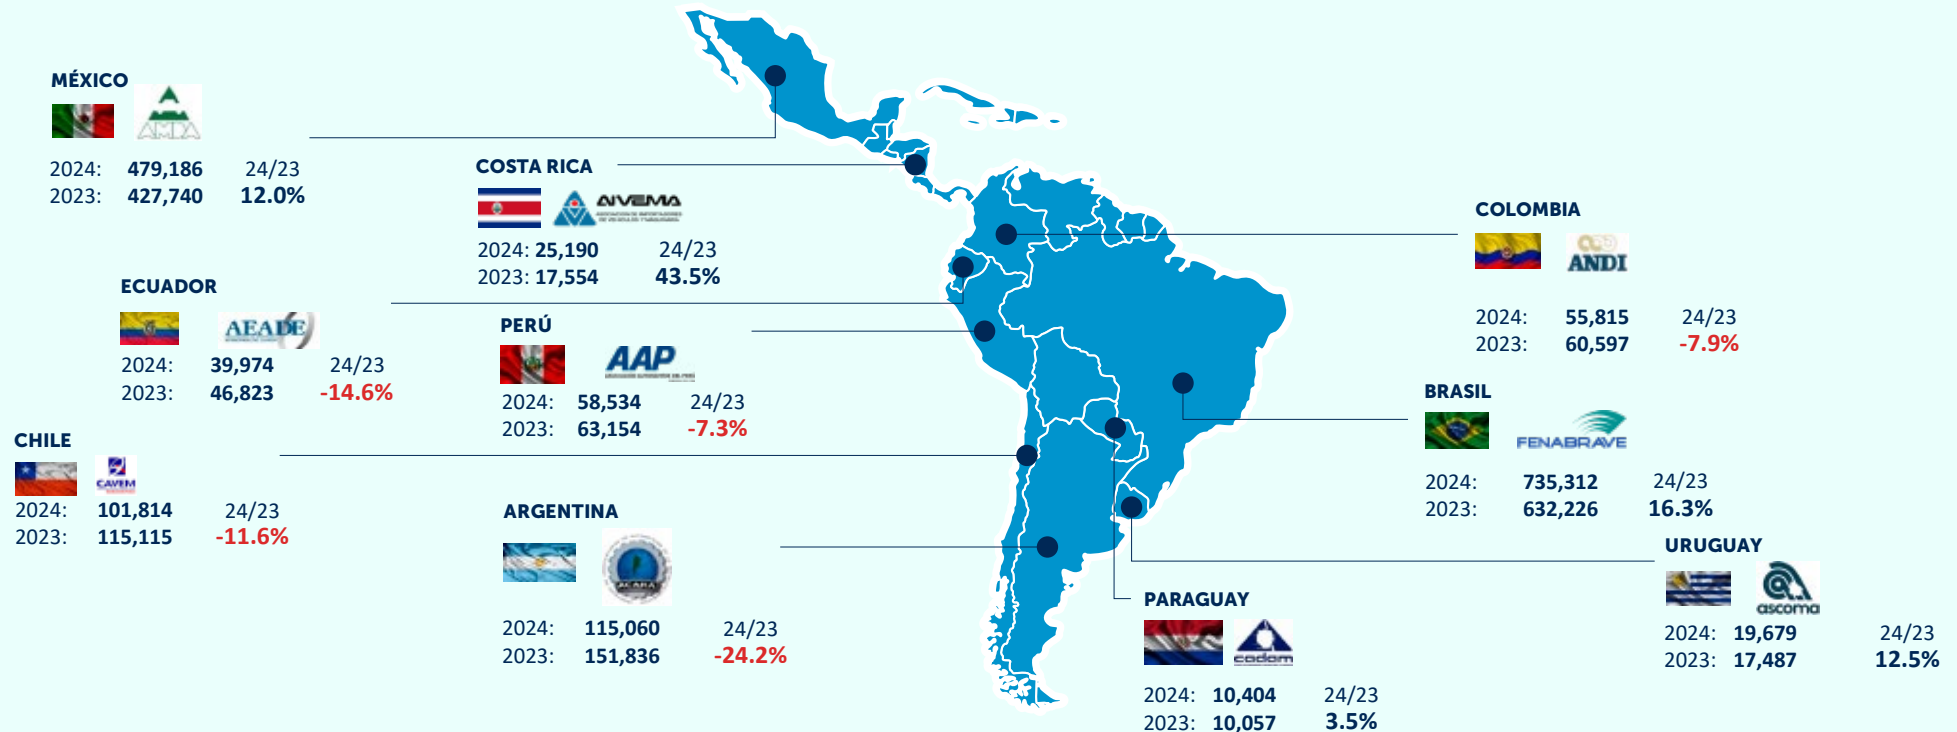 MÉXICO
AMIA
2024: 479,186 24/23
2023: 427,740 12.0%
COSTA RICA
AIVEMA
2024: 25,190 24/23
2023: 17,554 43.5%
COLOMBIA
ANDI
2024: 55,815 24/23
2023: 60,597 -7.9%
ECUADOR
AEADE
2024: 39,974 24/23
2023: 46,823 -14.6%
PERÚ
AAP
ASOCIACIÓN AUTOMOTRIZ DEL PERÚ
2024: 58,534 24/23
2023: 63,154 -7.3%
BRASIL
FENABRAVE
2024: 735,312 24/23
2023: 632,226 16.3%
CHILE
CAVEM
2024: 101,814 24/23
2023: 115,115 -11.6%
ARGENTINA
ACARA
2024: 115,060 24/23
2023: 151,836 -24.2%
URUGUAY
ascoma
2024: 19,679 24/23
2023: 17,487 12.5%
PARAGUAY
cadam
2024: 10,404 24/23
2023: 10,057 3.5%